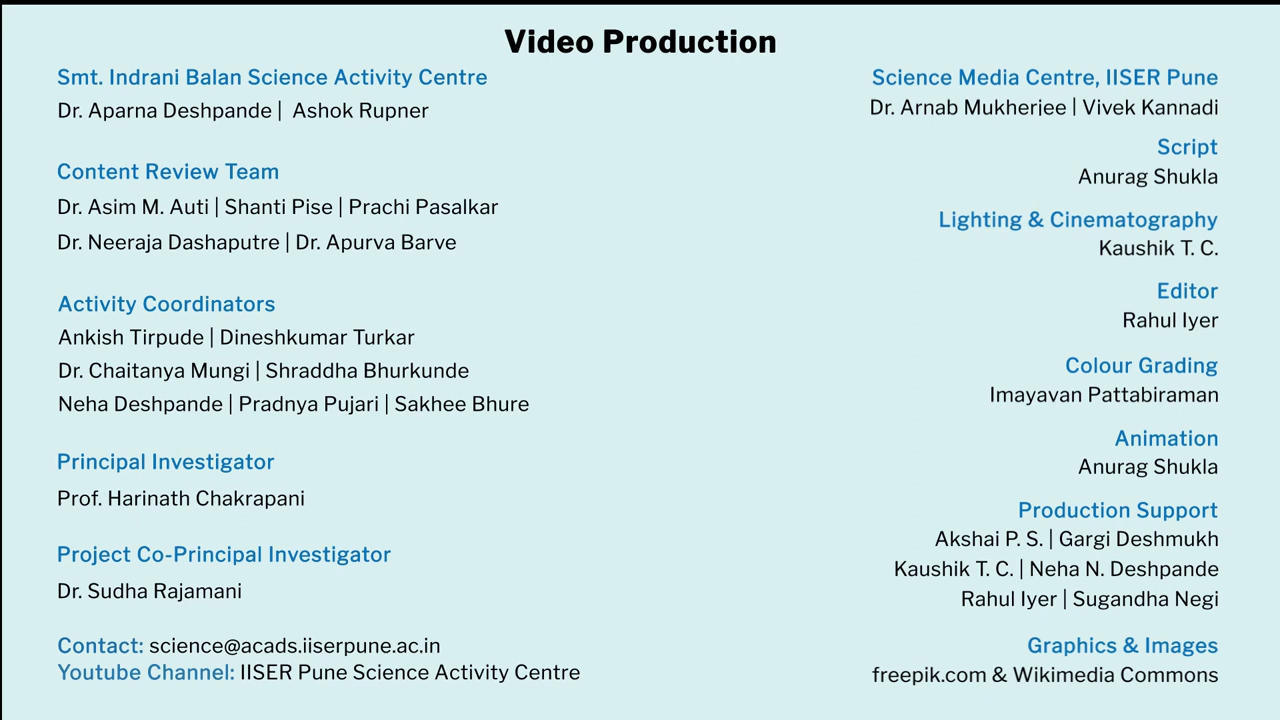 Video Production
Smt. Indrani Balan Science Activity Centre
Dr. Aparna Deshpande | Ashok Rupner
Content Review Team
Dr. Asim M. Auti | Shanti Pise | Prachi Pasalkar
Dr. Neeraja Dashaputre | Dr. Apurva Barve
Activity Coordinators
Ankish Tirpude | Dineshkumar Turkar
Dr. Chaitanya Mungi | Shraddha Bhurkunde
Neha Deshpande | Pradnya Pujari | Sakhee Bhure
Principal Investigator
Prof. Harinath Chakrapani
Project Co-Principal Investigator
Dr. Sudha Rajamani
Contact: science@acads.iiserpune.ac.in
Youtube Channel: IISER Pune Science Activity Centre
Science Media Centre, IISER Pune
Dr. Arnab Mukherjee | Vivek Kannadi
Script
Anurag Shukla
Lighting & Cinematography
Kaushik T. C.
Editor
Rahul Iyer
Colour Grading
Imayavan Pattabiraman
Animation
Anurag Shukla
Production Support
Akshai P. S. | Gargi Deshmukh
Kaushik T. C. | Neha N. Deshpande
Rahul Iyer | Sugandha Negi
Graphics & Images
freepik.com & Wikimedia Commons